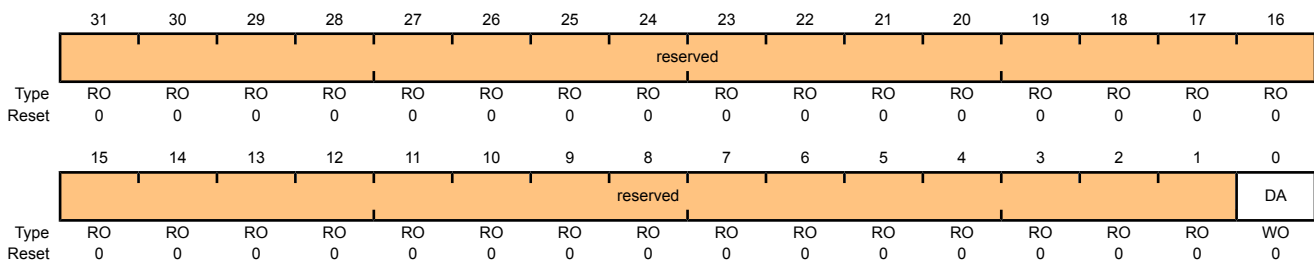 31 30 29 28 27 26 25 24 23 22 21 20 19 18 17 16
reserved
Type RO RO RO RO RO RO RO RO RO RO RO RO RO RO RO RO
Reset 0 0 0 0 0 0 0 0 0 0 0 0 0 0 0 0
15 14 13 12 11 10 9 8 7 6 5 4 3 2 1 0
reserved DA
Type RO RO RO RO RO RO RO RO RO RO RO RO RO RO RO WO
Reset 0 0 0 0 0 0 0 0 0 0 0 0 0 0 0 0